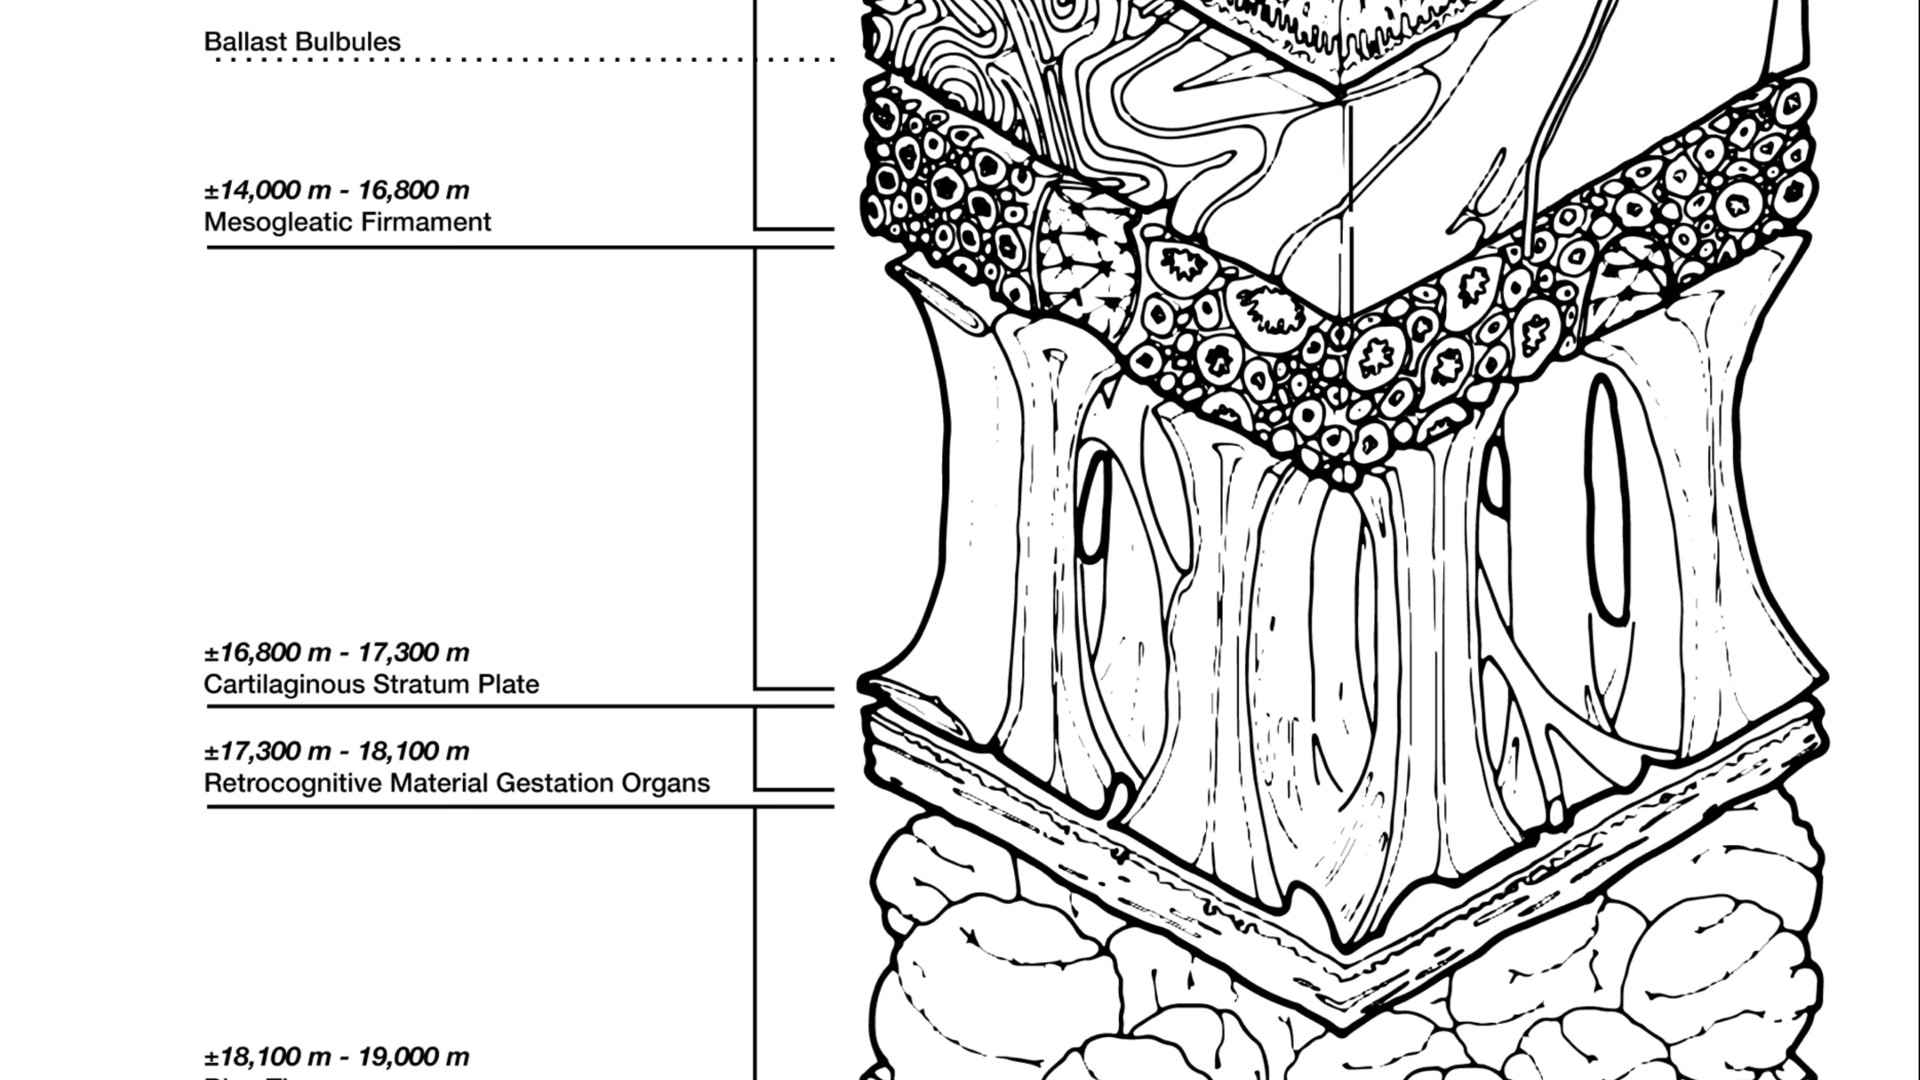 Ballast Bulbules
±14,000 m - 16,800 m
Mesogleatic Firmament
±16,800 m - 17,300 m
Cartilaginous Stratum Plate
±17,300 m - 18,100 m
Retrocognitive Material Gestation Organs
±18,100 m - 19,000 m